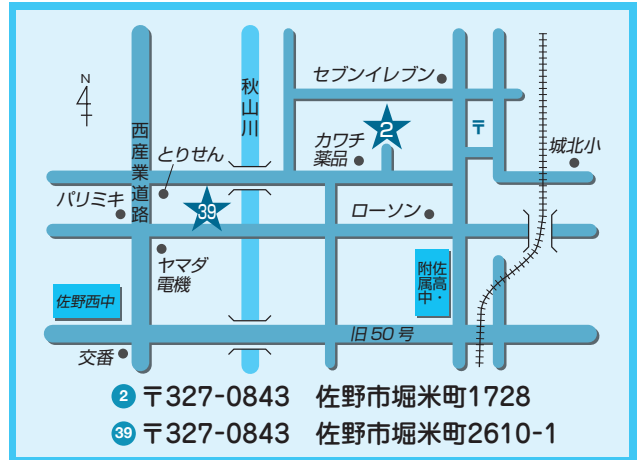 N
セブンイレブン
秋山川
2
カワチ
薬品
〒
城北小
西産業道路
とりせん
パリミキ
39
ローソン
ヤマダ
電機
佐高・
附属中
佐野西中
旧50号
交番
2 〒327-0843 佐野市堀米町1728
39 〒327-0843 佐野市堀米町2610-1